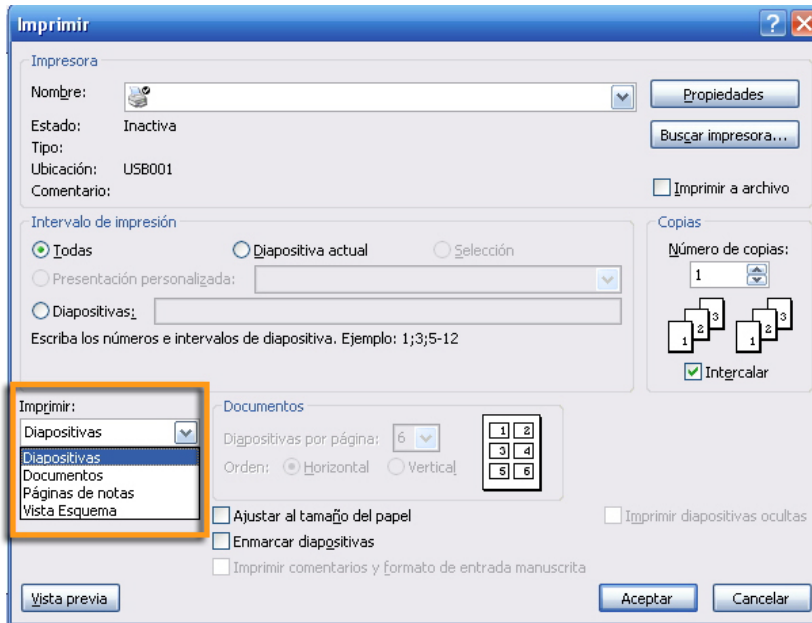 Imprimir
Impresora
Nombre:
Propiedades
Estado: Inactiva
Buscar impresora...
Tipo:
Ubicación: USB001
Comentario:
Imprimir a archivo
Intervalo de impresión
Todas Diapositiva actual Selección
Presentación personalizada:
Diapositivas:
Escriba los números e intervalos de diapositiva. Ejemplo: 1;3;5-12
Copias
Número de copias:
1
1 2 3 1 2 3
Intercalar
Imprimir:
Diapositivas
Diapositivas
Documentos
Páginas de notas
Vista Esquema
Documentos
Diapositivas por página: 6
Orden: Horizontal Vertical
1 2
3 4
5 6
Ajustar al tamaño del papel
Imprimir diapositivas ocultas
Enmarcar diapositivas
Imprimir comentarios y formato de entrada manuscrita
Vista previa
Aceptar
Cancelar